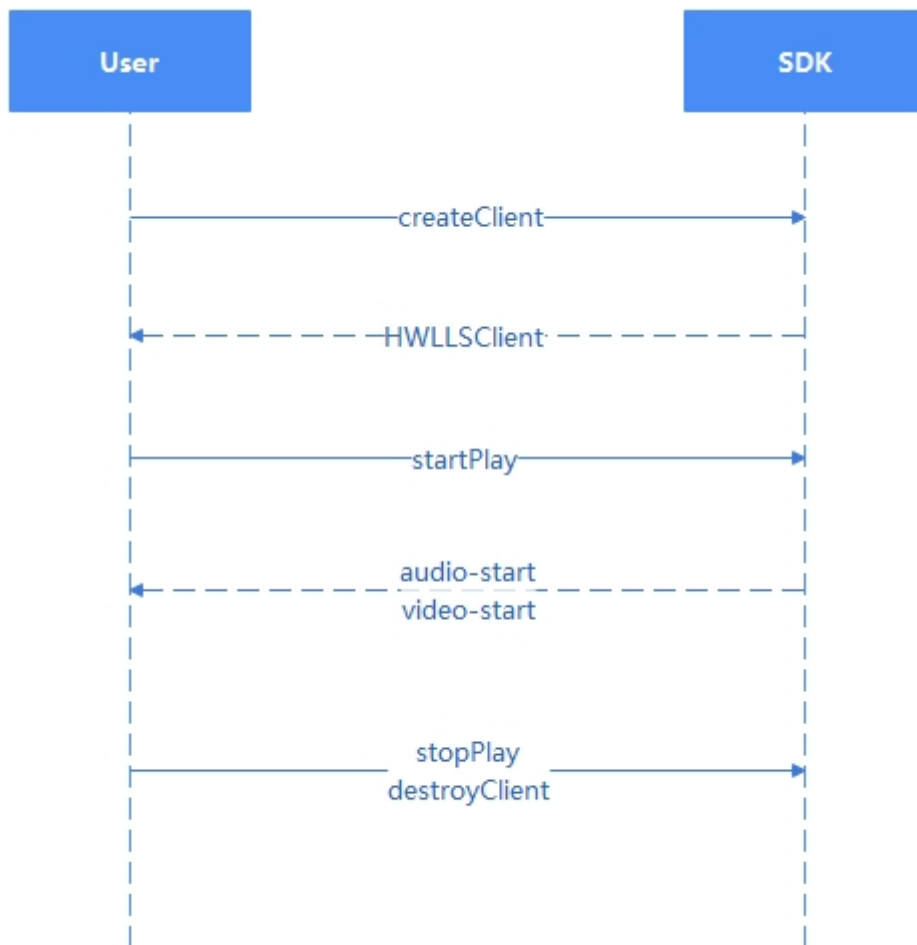 User
SDK
createClient
HWLLSClient
startPlay
audio-start
video-start
stopPlay
destroyClient